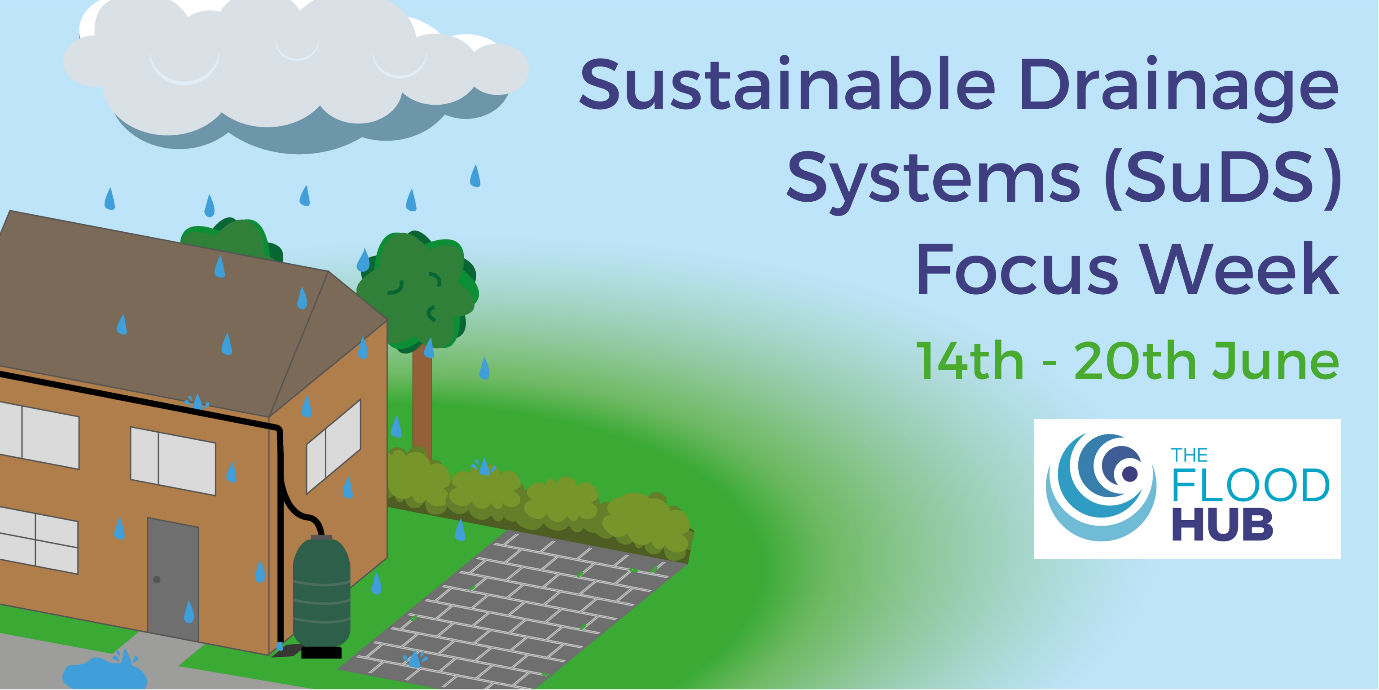 Sustainable Drainage
Systems (SuDS)
Focus Week
14th - 20th June
THE
FLOOD
HUB